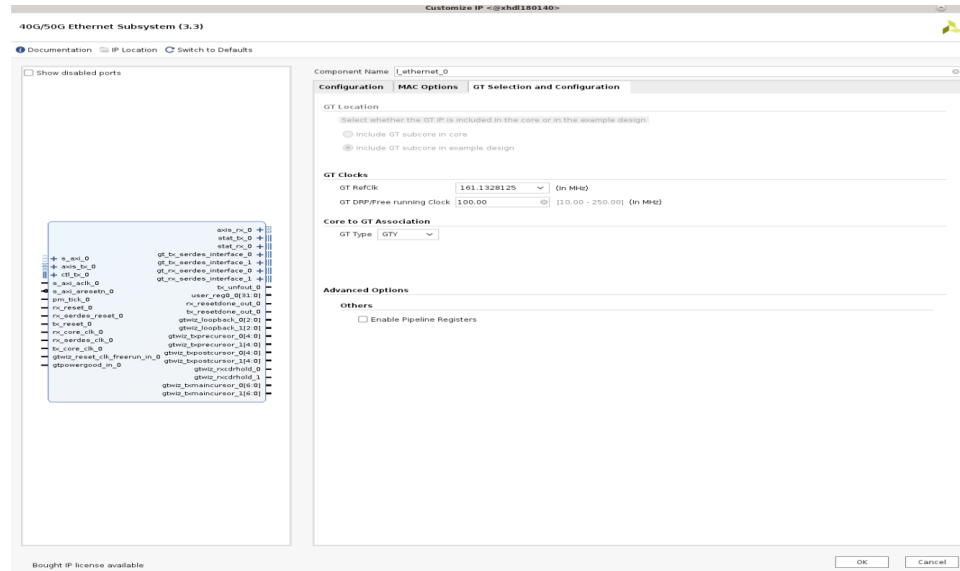 Customize IP <@xhdl180140>
40G/50G Ethernet Subsystem (3.3)
Documentation IP Location Switch to Defaults
Show disabled ports
Component Name l_ethernet_0
Configuration MAC Options GT Selection and Configuration
GT Location
Select whether the GT IP is included in the core or in the example design
Include GT subcore in core
Include GT subcore in example design
GT Clocks
GT RefClk 161.1328125 (in MHz)
GT DRP/Free running Clock 100.00 [10.00 - 250.00] (in MHz)
Core to GT Association
GT Type GTY
Advanced Options
Others
Enable Pipeline Registers
s_axi_0
axis_tx_0
ctl_tx_0
s_axi_aclk_0
s_axi_aresetn_0
pm_tick_0
rx_reset_0
rx_serdes_reset_0
tx_reset_0
rx_core_clk_0
rx_serdes_clk_0
tx_core_clk_0
gtwiz_reset_clk_freerun_in_0
gtpowergood_in_0
axis_rx_0
stat_tx_0
stat_rx_0
gt_tx_serdes_interface_0
gt_tx_serdes_interface_1
gt_rx_serdes_interface_0
gt_rx_serdes_interface_1
tx_unfout_0
user_reg0_0[31:0]
rx_resetdone_out_0
tx_resetdone_out_0
gtwiz_loopback_0[2:0]
gtwiz_loopback_1[2:0]
gtwiz_txprecursor_0[4:0]
gtwiz_txprecursor_1[4:0]
gtwiz_txpostcursor_0[4:0]
gtwiz_txpostcursor_1[4:0]
gtwiz_rxcdrhold_0
gtwiz_rxcdrhold_1
gtwiz_txmaincursor_0[6:0]
gtwiz_txmaincursor_1[6:0]
Bought IP license available
OK Cancel